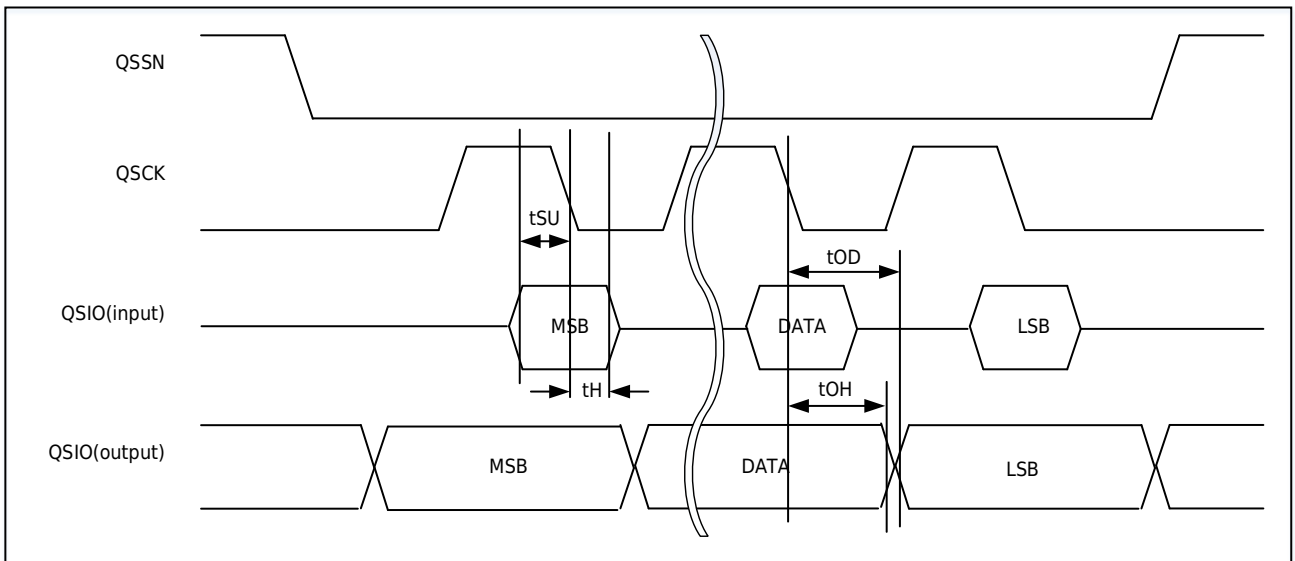 QSSN
QSCK
tSU
tOD
QSIO(input)
MSB
DATA
LSB
tH
tOH
QSIO(output)
MSB
DATA
LSB